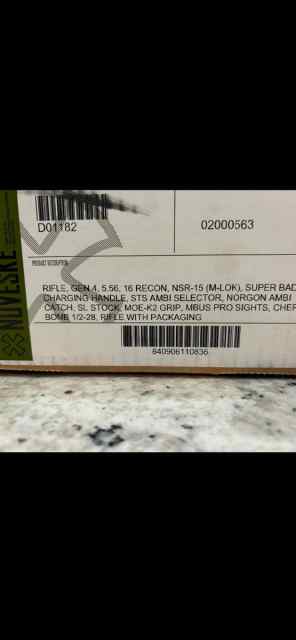 NOVESKE
D01182
02000563
PRODUCT DESCRIPTION
RIFLE, GEN 4, 5.56, 16 RECON, NSR-15 (M-LOK), SUPER BAD
CHARGING HANDLE, STS AMBI SELECTOR, NORGON AMBI
CATCH, SL STOCK, MOE-K2 GRIP, MBUS PRO SIGHTS, CHER
BOMB 1/2-28, RIFLE WITH PACKAGING
840906110836